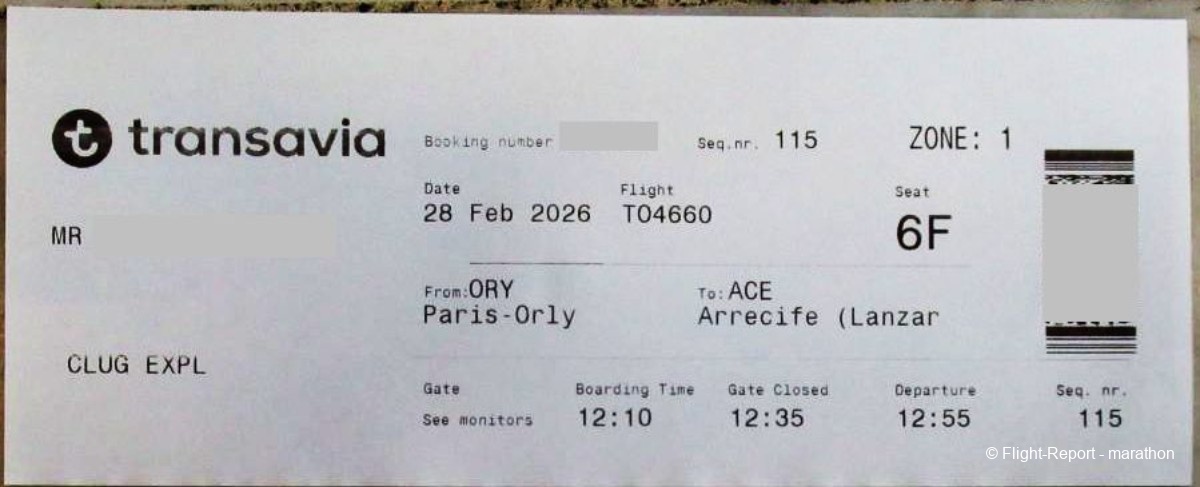 transavia
Booking number
Seq.nr. 115
ZONE: 1
Date
28 Feb 2026
Flight
TO4660
Seat
6F
MR
From:ORY
Paris-Orly
To:ACE
Arrecife (Lanzar
CLUG EXPL
Gate
See monitors
Boarding Time
12:10
Gate Closed
12:35
Departure
12:55
Seq. nr.
115
© Flight-Report - marathon